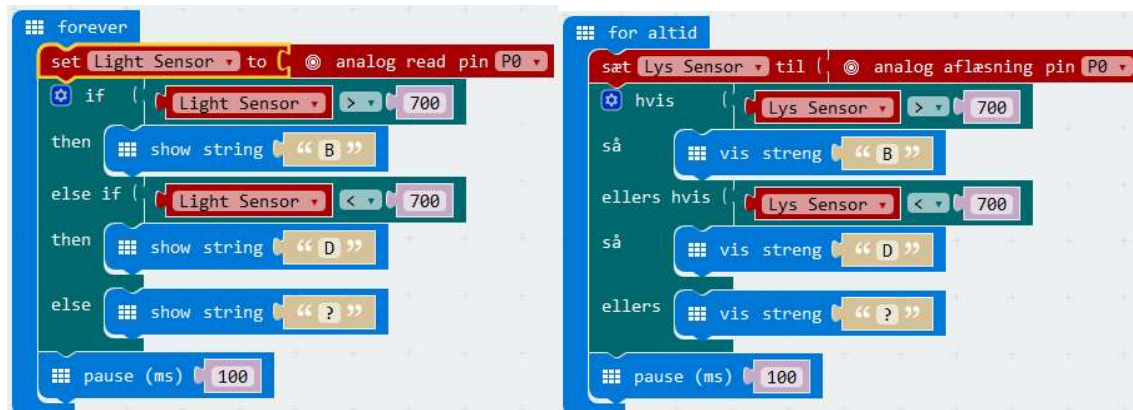 forever
set Light Sensor to ( analog read pin P0
if ( Light Sensor > 700
then show string “ B ”
else if ( Light Sensor < 700
then show string “ D ”
else show string “ ? ”
pause (ms) 100
for altid
sæt Lys Sensor til ( analog aflæsning pin P0
hvis ( Lys Sensor > 700
så vis streng “ B ”
ellers hvis ( Lys Sensor < 700
så vis streng “ D ”
ellers vis streng “ ? ”
pause (ms) 100